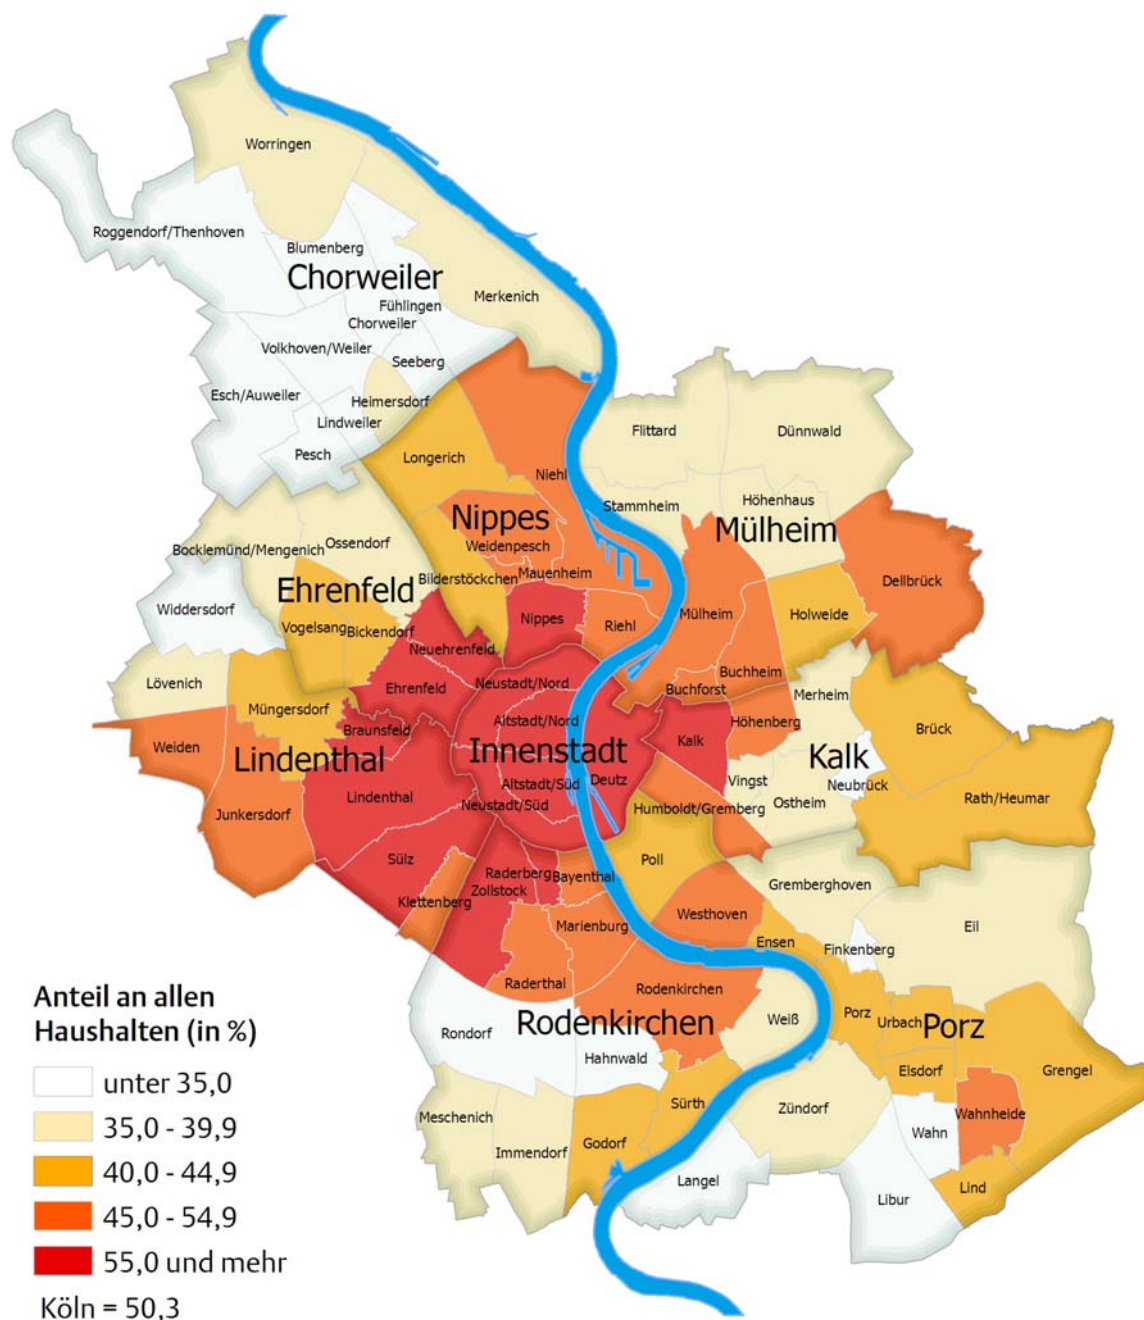 Worringen
Roggendorf/Thenhoven
Blumenberg
Chorweiler
Fühlingen
Merkenich
Chorweiler
Volkhoven/Weiler
Seeberg
Esch/Auweiler
Heimersdorf
Lindweiler
Pesch
Longerich
Niehl
Flittard
Dünnwald
Stammheim
Höhenhaus
Nippes
Mülheim
Ossendorf
Bocklemünd/Mengenich
Weidenpesch
Mauenheim
Bilderstöckchen
Ehrenfeld
Dellbrück
Widdersdorf
Nippes
Riehl
Mülheim
Holweide
Vogelsang
Bickendorf
Neuehrenfeld
Buchheim
Lövenich
Ehrenfeld
Neustadt/Nord
Buchforst
Merheim
Müngersdorf
Altstadt/Nord
Höhenberg
Braunsfeld
Brück
Weiden
Kalk
Lindenthal
Innenstadt
Kalk
Deutz
Vingst
Neubrück
Altstadt/Süd
Lindenthal
Neustadt/Süd
Ostheim
Rath/Heumar
Humboldt/Gremberg
Junkersdorf
Sülz
Poll
Raderberg
Bayenthal
Zollstock
Klettenberg
Gremberghoven
Westhoven
Marienburg
Eil
Ensen
Finkenberg
Raderthal
Rodenkirchen
Anteil an allen
Haushalten (in %)
Rodenkirchen
Weiß
Porz
Urbach
Porz
Rondorf
Hahnwald
Elsdorf
Grengel
unter 35,0
Sürth
Zündorf
Wahnheide
Meschenich
35,0 - 39,9
Wahn
Immendorf
Godorf
40,0 - 44,9
Langel
Lind
Libur
45,0 - 54,9
55,0 und mehr
Köln = 50,3